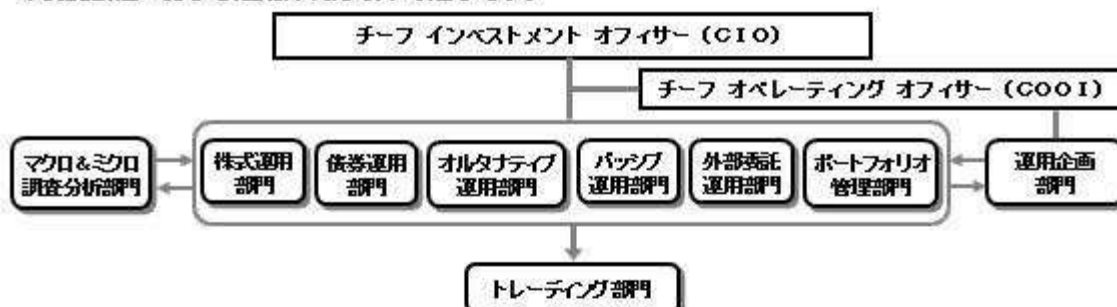 チーフ インベストメント オフィサー (CIO)
チーフ オペレーティング オフィサー (COOI)
マクロ&ミクロ
調査分析部門
株式運用
部門
債券運用
部門
オルタナティブ
運用部門
パッシブ
運用部門
外部委託
運用部門
ポートフォリオ
管理部門
運用企画
部門
トレーディング部門